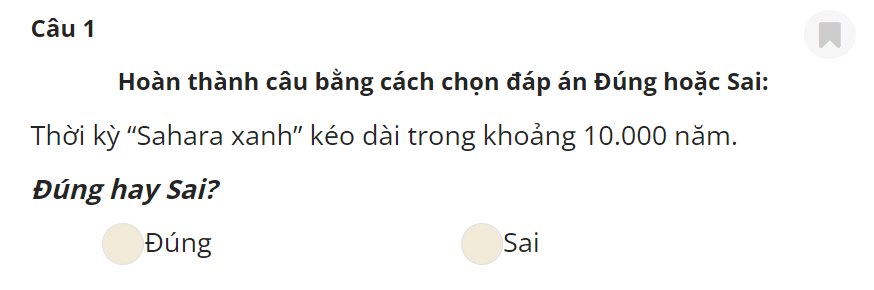 Câu 1
Hoàn thành câu bằng cách chọn đáp án Đúng hoặc Sai:
Thời kỳ “Sahara xanh” kéo dài trong khoảng 10.000 năm.
Đúng hay Sai?
Đúng Sai